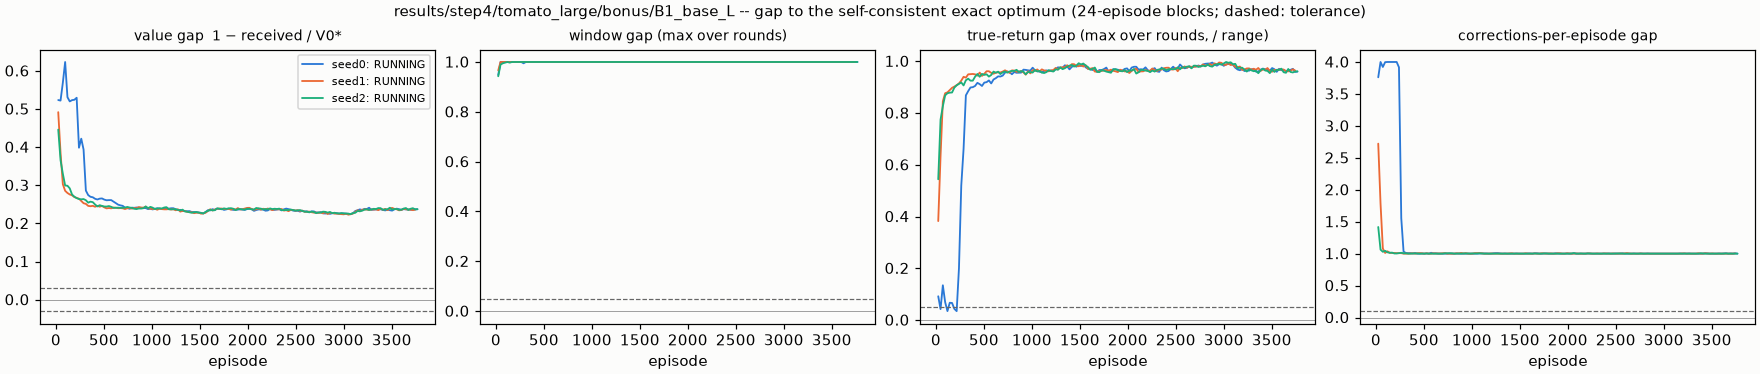 results/step4/tomato_large/bonus/B1_base_L -- gap to the self-consistent exact optimum (24-episode blocks; dashed: tolerance)
value gap 1 − received / V0*
0.6
0.5
0.4
0.3
0.2
0.1
0.0
seed0: RUNNING
seed1: RUNNING
seed2: RUNNING
0 500 1000 1500 2000 2500 3000 3500
episode
window gap (max over rounds)
1.0
0.8
0.6
0.4
0.2
0.0
0 500 1000 1500 2000 2500 3000 3500
episode
true-return gap (max over rounds, / range)
1.0
0.8
0.6
0.4
0.2
0.0
0 500 1000 1500 2000 2500 3000 3500
episode
corrections-per-episode gap
4.0
3.5
3.0
2.5
2.0
1.5
1.0
0.5
0.0
0 500 1000 1500 2000 2500 3000 3500
episode